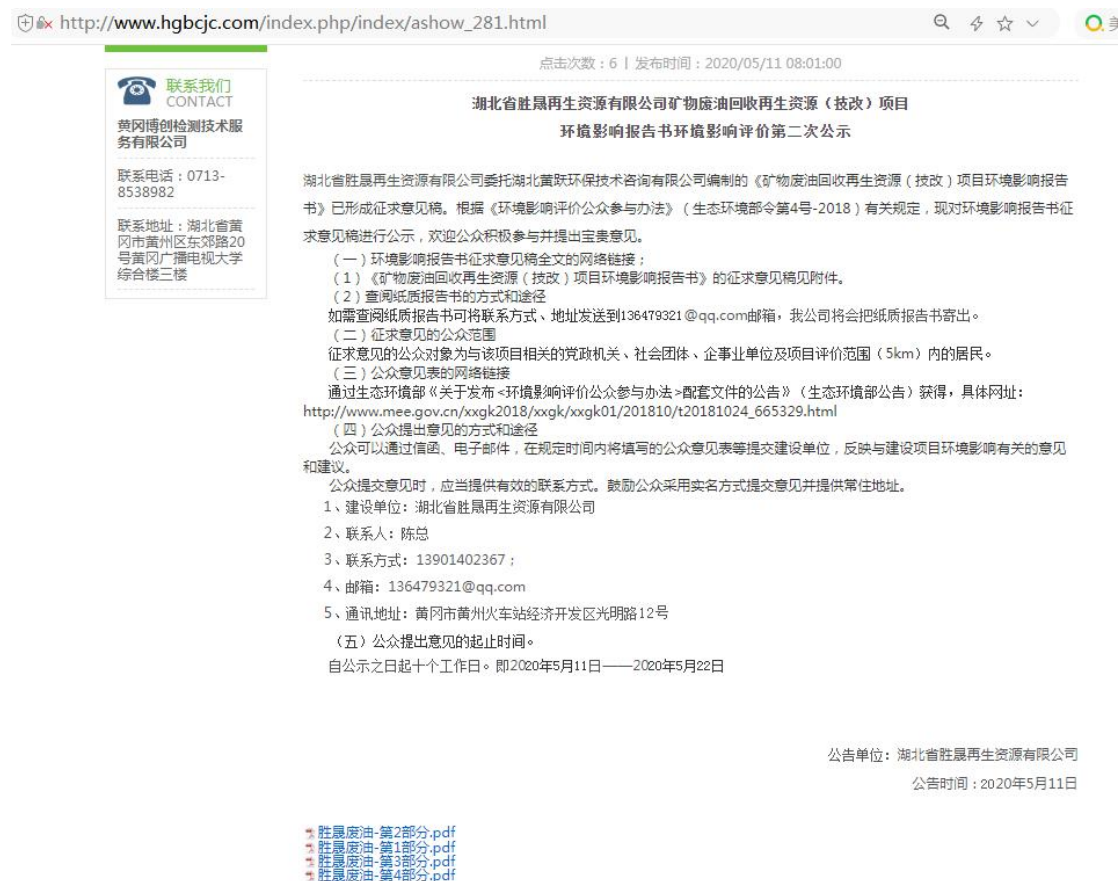 http://www.hgbcjc.com/index.php/index/ashow_281.html
美
联系我们
CONTACT
黄冈博创检测技术服
务有限公司
联系电话：0713-
8538982
联系地址：湖北省黄
冈市黄州区东郊路20
号黄冈广播电视大学
综合楼三楼
点击次数：6 | 发布时间：2020/05/11 08:01:00
湖北省胜晟再生资源有限公司矿物废油回收再生资源（技改）项目
环境影响报告书环境影响评价第二次公示
湖北省胜晟再生资源有限公司委托湖北黄跃环保技术咨询有限公司编制的《矿物废油回收再生资源（技改）项目环境影响报告
书》已形成征求意见稿。根据《环境影响评价公众参与办法》（生态环境部令第4号-2018）有关规定，现对环境影响报告书征
求意见稿进行公示，欢迎公众积极参与并提出宝贵意见。
（一）环境影响报告书征求意见稿全文的网络链接；
（1）《矿物废油回收再生资源（技改）项目环境影响报告书》的征求意见稿见附件。
（2）查阅纸质报告书的方式和途径
如需查阅纸质报告书可将联系方式、地址发送到136479321@qq.com邮箱，我公司将会把纸质报告书寄出。
（二）征求意见的公众范围
征求意见的公众对象为与该项目相关的党政机关、社会团体、企事业单位及项目评价范围（5km）内的居民。
（三）公众意见表的网络链接
通过生态环境部《关于发布<环境影响评价公众参与办法>配套文件的公告》（生态环境部公告）获得，具体网址：
http://www.mee.gov.cn/xxgk2018/xxgk/xxgk01/201810/t20181024_665329.html
（四）公众提出意见的方式和途径
公众可以通过信函、电子邮件，在规定时间内将填写的公众意见表等提交建设单位，反映与建设项目环境影响有关的意见
和建议。
公众提交意见时，应当提供有效的联系方式。鼓励公众采用实名方式提交意见并提供常住地址。
1、建设单位：湖北省胜晟再生资源有限公司
2、联系人：陈总
3、联系方式：13901402367；
4、邮箱：136479321@qq.com
5、通讯地址：黄冈市黄州火车站经济开发区光明路12号
（五）公众提出意见的起止时间。
自公示之日起十个工作日。即2020年5月11日——2020年5月22日
公告单位：湖北省胜晟再生资源有限公司
公告时间：2020年5月11日
胜晟废油-第2部分.pdf
胜晟废油-第1部分.pdf
胜晟废油-第3部分.pdf
胜晟废油-第4部分.pdf